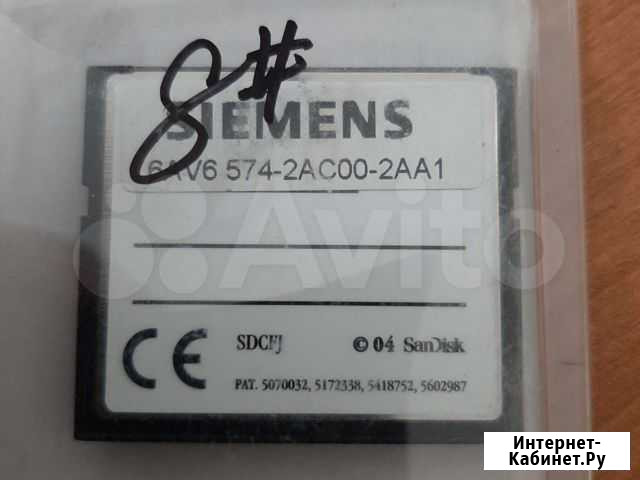 8#
SIEMENS
6AV6 574-2AC00-2AA1
Avito
CE
SDCFJ © 04 SanDisk
PAT. 5070032, 5172338, 5418752, 5602987
Интернет-
Кабинет.Ру